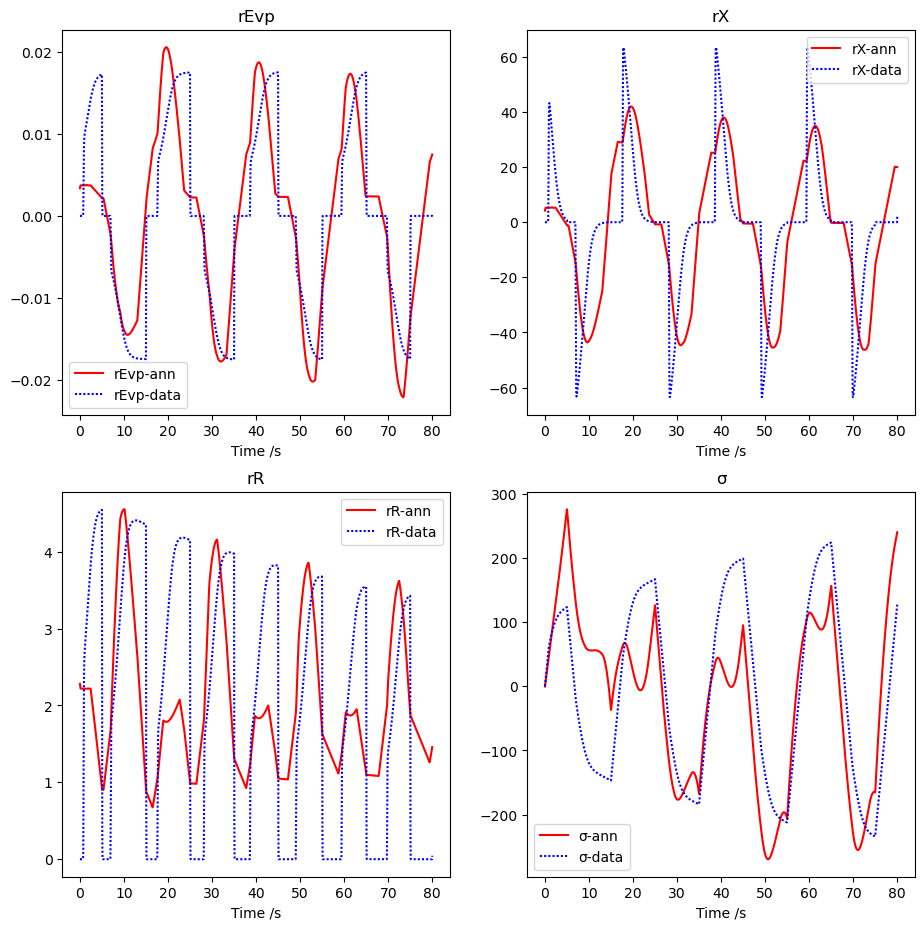 rEvp
0.02
0.01
0.00
−0.01
−0.02
rEvp-ann
rEvp-data
0 10 20 30 40 50 60 70 80
Time /s
rX
60
40
20
0
−20
−40
−60
rX-ann
rX-data
0 10 20 30 40 50 60 70 80
Time /s
rR
4
3
2
1
0
rR-ann
rR-data
0 10 20 30 40 50 60 70 80
Time /s
σ
300
200
100
0
−100
−200
σ-ann
σ-data
0 10 20 30 40 50 60 70 80
Time /s